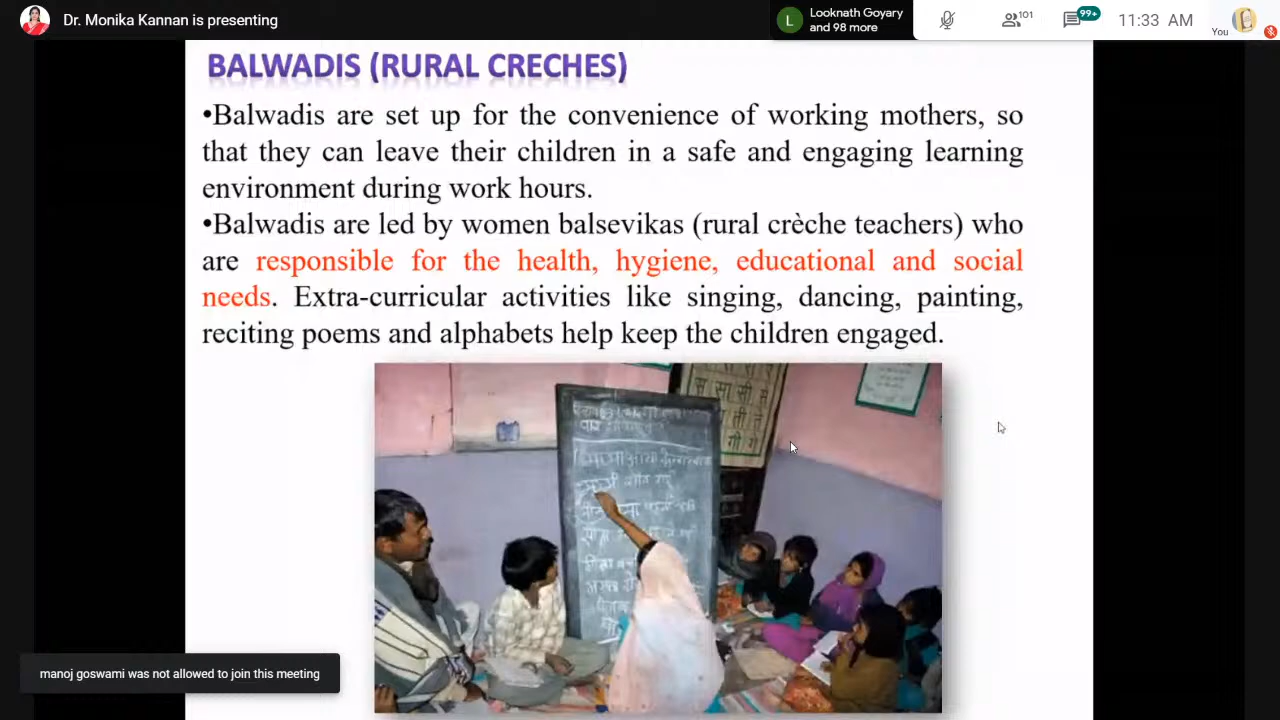 Dr. Monika Kannan is presenting
L
Looknath Goyary
and 98 more
101
99+
11:33 AM
You
BALWADIS (RURAL CRECHES)
•Balwadis are set up for the convenience of working mothers, so
that they can leave their children in a safe and engaging learning
environment during work hours.
•Balwadis are led by women balsevikas (rural crèche teachers) who
are responsible for the health, hygiene, educational and social
needs. Extra-curricular activities like singing, dancing, painting,
reciting poems and alphabets help keep the children engaged.
स सा सी
manoj goswami was not allowed to join this meeting